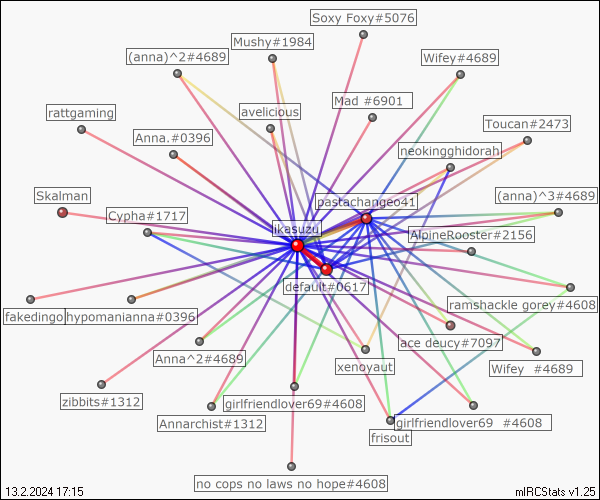 Soxy Foxy#5076
Mushy#1984
(anna)^2#4689
Wifey#4689
rattgaming
avelicious
Mad #6901
Toucan#2473
Anna.#0396
neokingghidorah
Skalman
pastachangeo41
(anna)^3#4689
Cypha#1717
ikasuzu
AlpineRooster#2156
default#0617
ramshackle gorey#4608
fakedingo
hypomanianna#0396
ace deucy#7097
Anna^2#4689
xenoyaut
Wifey #4689
zibbits#1312
girlfriendlover69#4608
Annarchist#1312
girlfriendlover69 #4608
frisout
no cops no laws no hope#4608
13.2.2024 17:15
mIRCStats v1.25